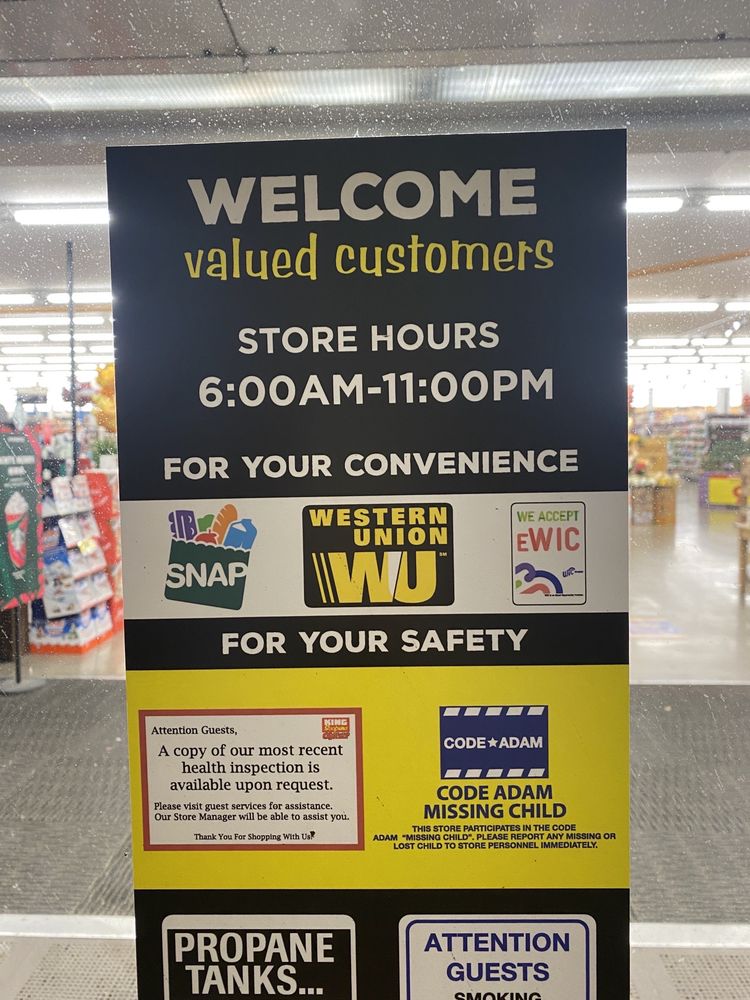 WELCOME
valued customers
STORE HOURS
6:00AM-11:00PM
FOR YOUR CONVENIENCE
SNAP
WESTERN
UNION
WU
SM
WE ACCEPT
eWIC
FOR YOUR SAFETY
KING
Soopers
Attention Guests,
A copy of our most recent
health inspection is
available upon request.
Please visit guest services for assistance.
Our Store Manager will be able to assist you.
Thank You For Shopping With Us!
CODE★ADAM
CODE ADAM
MISSING CHILD
THIS STORE PARTICIPATES IN THE CODE
ADAM "MISSING CHILD". PLEASE REPORT ANY MISSING OR
LOST CHILD TO STORE PERSONNEL IMMEDIATELY.
PROPANE
TANKS...
ATTENTION
GUESTS
SMOKING